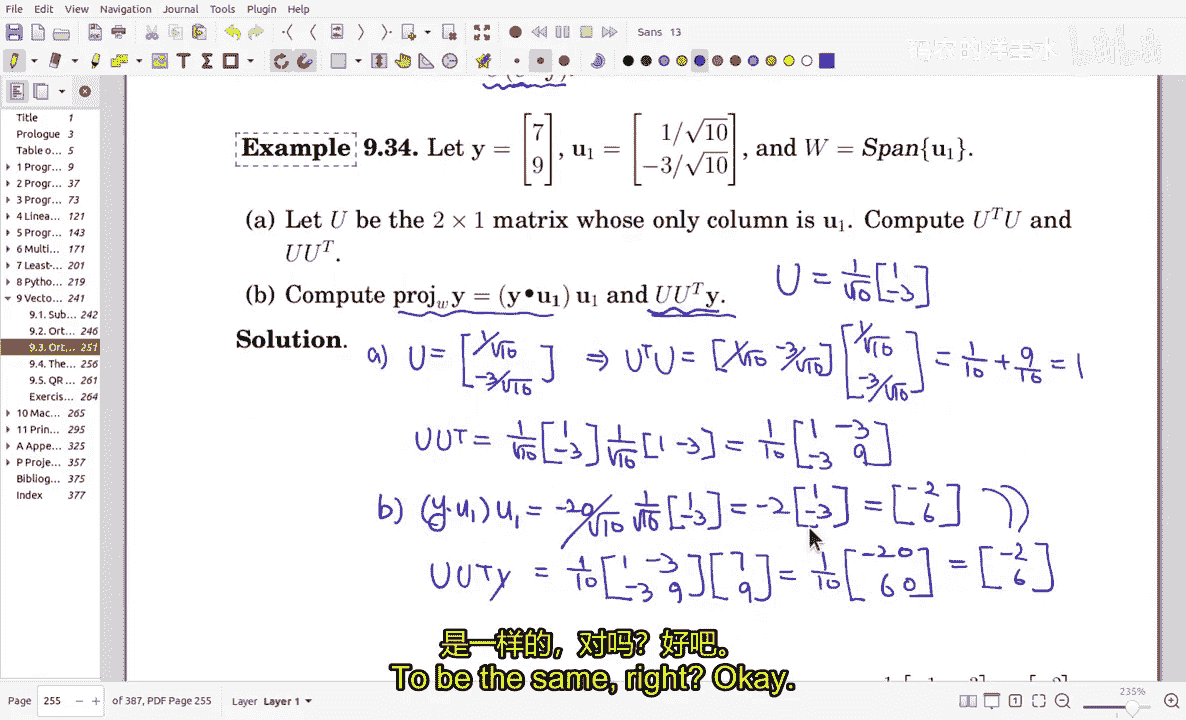 File Edit View Navigation Journal Tools Plugin Help
Sans 13
Title 1
Prologue 3
Table o... 5
1 Progr... 9
2 Progr... 37
3 Progr... 73
4 Linea... 121
5 Progr... 143
6 Multi... 171
7 Least-... 201
8 Pytho... 219
9 Vecto... 241
9.1. Sub... 242
9.2. Ort... 246
9.3. Ort... 251
9.4. The... 256
9.5. QR ... 261
Exercis... 264
10 Mac... 265
11 Prin... 295
A Appe... 325
P Proje... 357
Bibliog... 375
Index 377
Example 9.34. Let y = [7 9], u₁ = [1/√10 −3/√10], and W = Span{u₁}.
(a) Let U be the 2 × 1 matrix whose only column is u₁. Compute UᵀU and
UUᵀ.
(b) Compute proj_w y = (y•u₁) u₁ and UUᵀy.
U = 1/√10 [1 -3]
Solution.
a) U = [1/√10 -3/√10] ⇒ UᵀU = [1/√10 -3/√10] [1/√10 -3/√10] = 1/10 + 9/10 = 1
UUᵀ = 1/√10 [1 -3] 1/√10 [1 -3] = 1/10 [1 -3 -3 9]
b) (y·u₁) u₁ = -20/√10 1/√10 [1 -3] = -2 [1 -3] = [-2 6]
UUᵀy = 1/10 [1 -3 -3 9] [7 9] = 1/10 [-20 60] = [-2 6]
是一样的，对吗？好吧。
To be the same, right? Okay.
Page 255 of 387, PDF Page 255 Layer Layer 1
235%